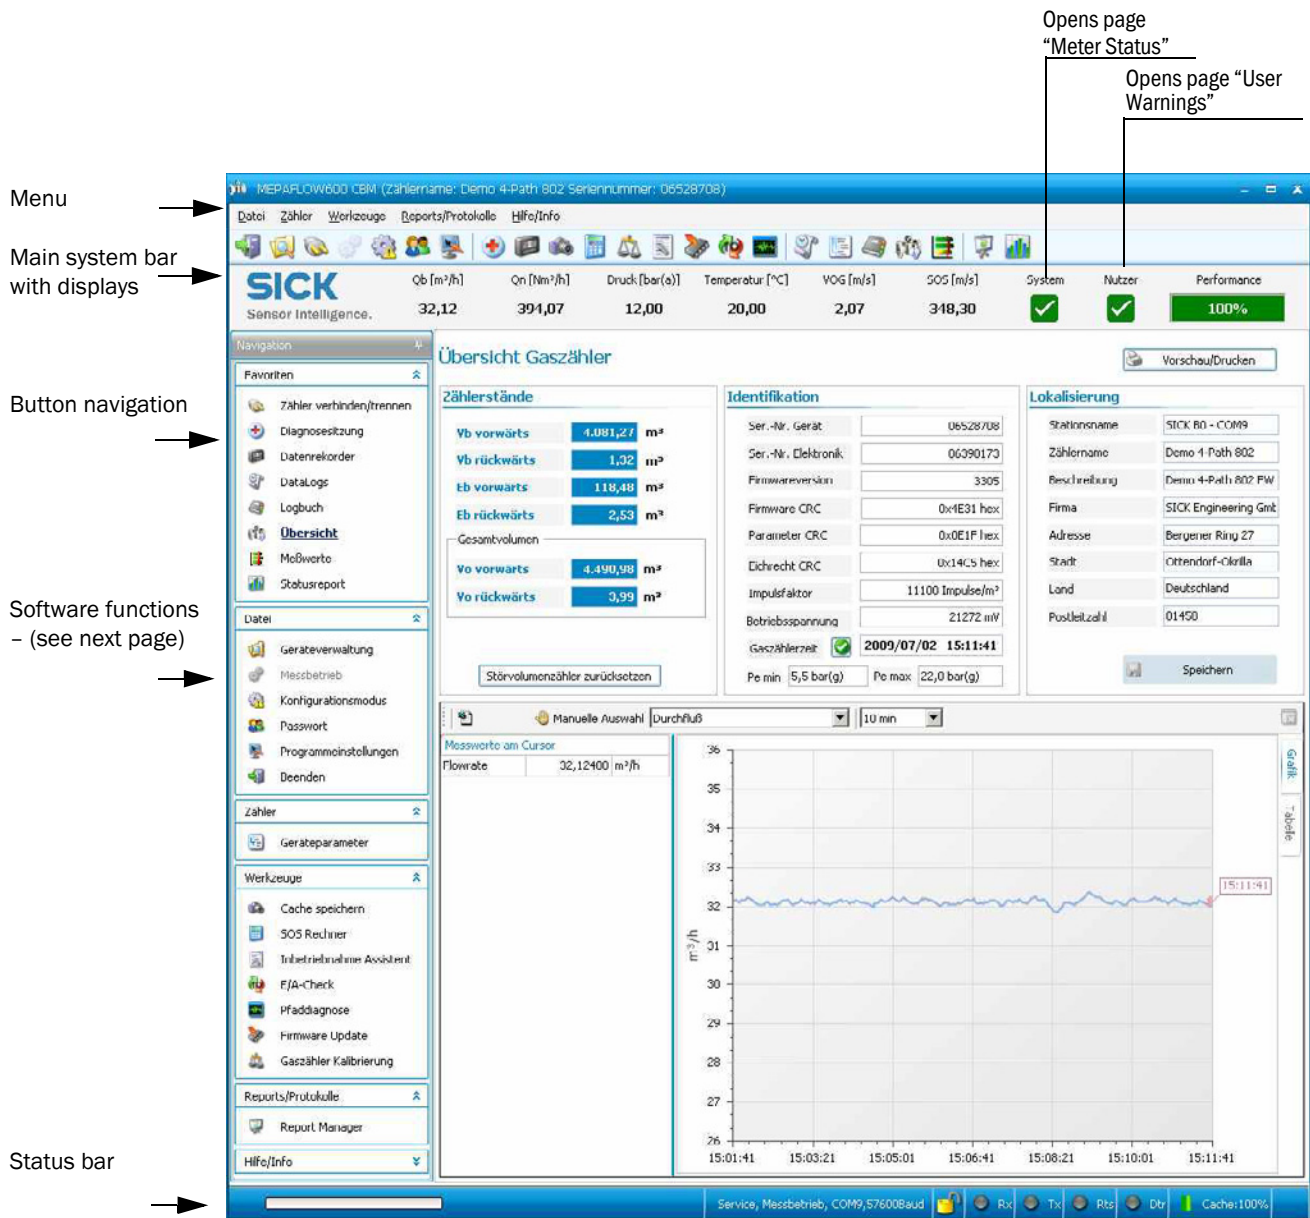 Opens page
“Meter Status”
Opens page “User
Warnings”
Menu
Main system bar
with displays
Button navigation
Software functions
– (see next page)
Status bar
MEPAFLOW600 CBM (Zählername: Demo 4-Path 802 Seriennummer: 06528708)
Datei Zähler Werkzeuge Reports/Protokolle Hilfe/Info
SICK
Sensor Intelligence.
Qb [m³/h] Qn [Nm³/h] Druck [bar(a)] Temperatur [°C] VOG [m/s] SOS [m/s] System Nutzer Performance
32,12 394,07 12,00 20,00 2,07 348,30 100%
Navigation
Favoriten
Zähler verbinden/trennen
Diagnosesitzung
Datenrekorder
DataLogs
Logbuch
Übersicht
Meßwerte
Statusreport
Datei
Geräteverwaltung
Messbetrieb
Konfigurationsmodus
Passwort
Programmeinstellungen
Beenden
Zähler
Geräteparameter
Werkzeuge
Cache speichern
SOS Rechner
Inbetriebnahme Assistent
E/A-Check
Pfaddiagnose
Firmware Update
Gaszähler Kalibrierung
Reports/Protokolle
Report Manager
Hilfe/Info
Übersicht Gaszähler
Vorschau/Drucken
Zählerstände
Vb vorwärts 4.081,27 m³
Vb rückwärts 1,32 m³
Eb vorwärts 118,48 m³
Eb rückwärts 2,53 m³
Gesamtvolumen
Vo vorwärts 4.490,98 m³
Vo rückwärts 3,99 m³
Störvolumenzähler zurücksetzen
Identifikation
Ser.-Nr. Gerät 06528708
Ser.-Nr. Elektronik 06390173
Firmwareversion 3305
Firmware CRC 0x4E31 hex
Parameter CRC 0x0E1F hex
Eichrecht CRC 0x14C5 hex
Impulsfaktor 11100 Impulse/m³
Betriebsspannung 21272 mV
Gaszählerzeit 2009/07/02 15:11:41
Pe min 5,5 bar(g) Pe max 22,0 bar(g)
Lokalisierung
Stationsname SICK B0 - COM9
Zählername Demo 4-Path 802
Beschreibung Demo 4-Path 802 FW
Firma SICK Engineering Gmb
Adresse Bergener Ring 27
Stadt Ottendorf-Okrilla
Land Deutschland
Postleitzahl 01458
Speichern
Manuelle Auswahl Durchfluß 10 min
Messwerte am Cursor
Flowrate 32,12400 m³/h
Grafik
Tabelle
36
35
34
33
32
31
30
29
28
27
26
m³/h
15:11:41
15:01:41 15:03:21 15:05:01 15:06:41 15:08:21 15:10:01 15:11:41
Service, Messbetrieb, COM9,57600Baud Rx Tx Rts Dtr Cache:100%